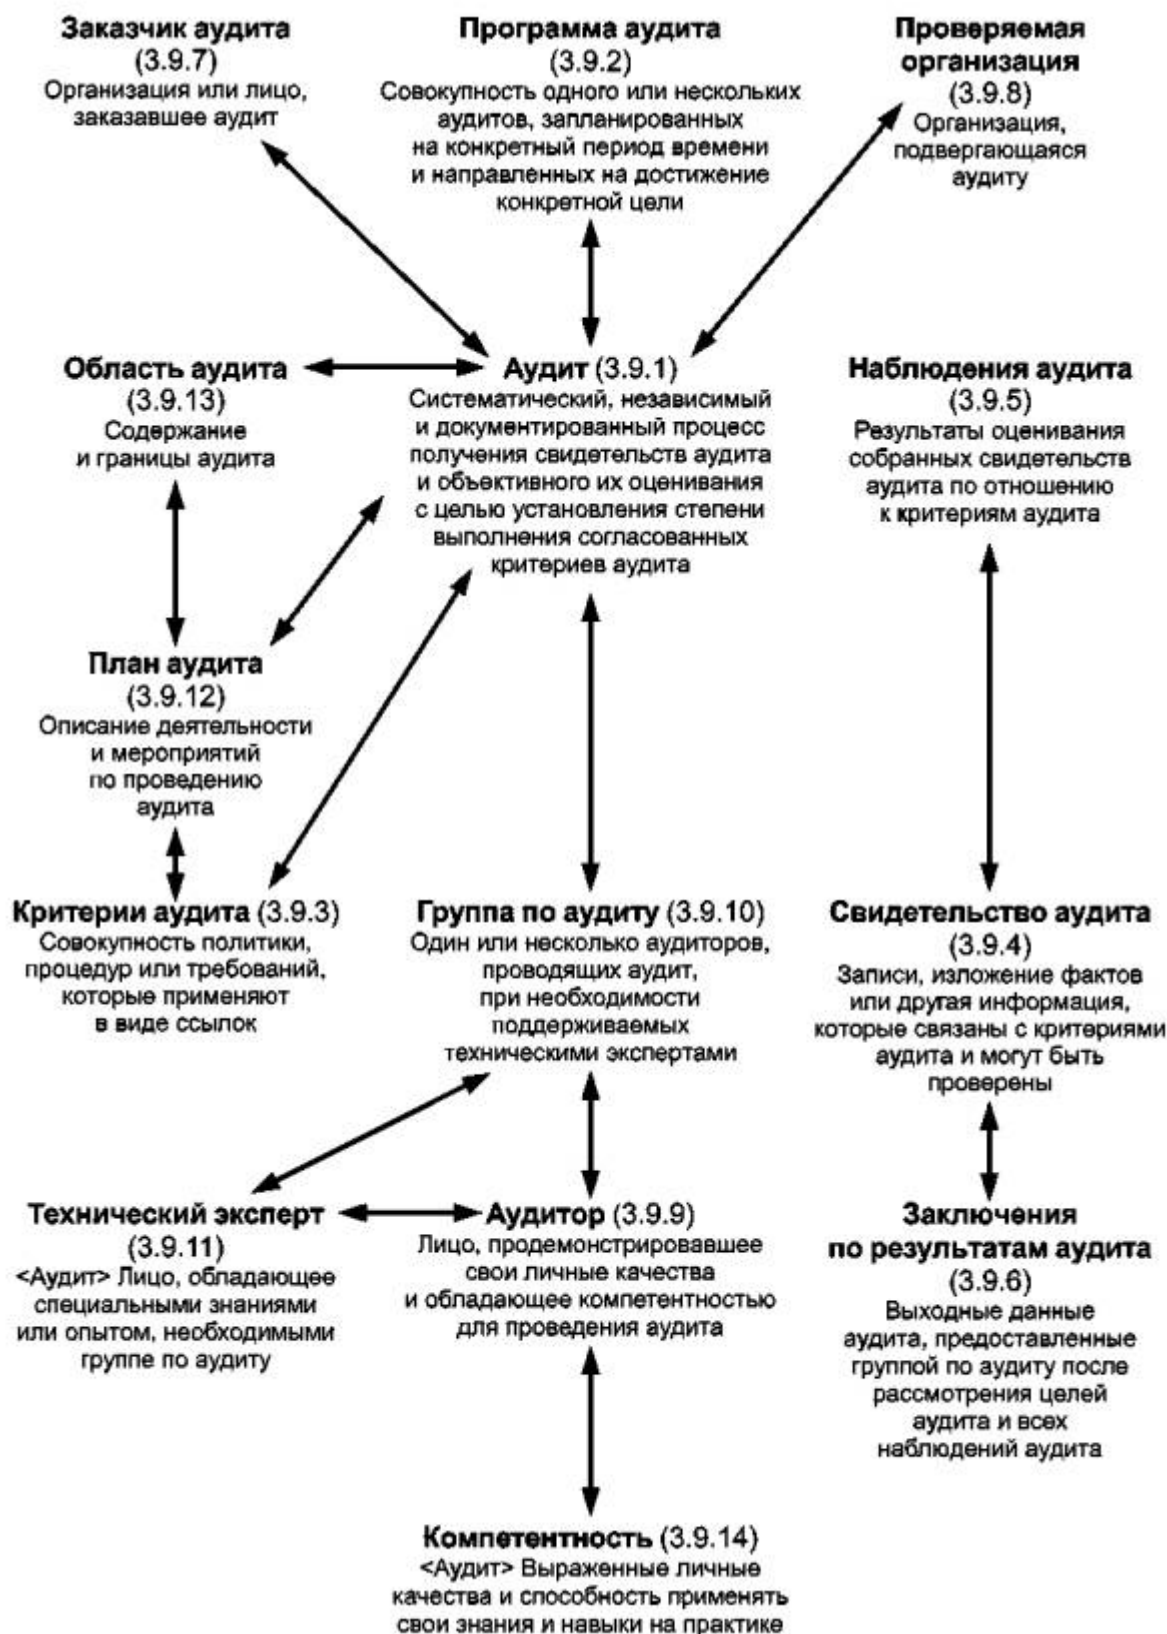 Заказчик аудита
(3.9.7)
Организация или лицо,
заказавшее аудит
Программа аудита
(3.9.2)
Совокупность одного или нескольких
аудитов, запланированных
на конкретный период времени
и направленных на достижение
конкретной цели
Проверяемая
организация
(3.9.8)
Организация,
подвергающаяся
аудиту
Область аудита
(3.9.13)
Содержание
и границы аудита
Аудит (3.9.1)
Систематический, независимый
и документированный процесс
получения свидетельств аудита
и объективного их оценивания
с целью установления степени
выполнения согласованных
критериев аудита
Наблюдения аудита
(3.9.5)
Результаты оценивания
собранных свидетельств
аудита по отношению
к критериям аудита
План аудита
(3.9.12)
Описание деятельности
и мероприятий
по проведению
аудита
Критерии аудита (3.9.3)
Совокупность политики,
процедур или требований,
которые применяют
в виде ссылок
Группа по аудиту (3.9.10)
Один или несколько аудиторов,
проводящих аудит,
при необходимости
поддерживаемых
техническими экспертами
Свидетельство аудита
(3.9.4)
Записи, изложение фактов
или другая информация,
которые связаны с критериями
аудита и могут быть
проверены
Технический эксперт
(3.9.11)
<Аудит> Лицо, обладающее
специальными знаниями
или опытом, необходимыми
группе по аудиту
Аудитор (3.9.9)
Лицо, продемонстрировавшее
свои личные качества
и обладающее компетентностью
для проведения аудита
Заключения
по результатам аудита
(3.9.6)
Выходные данные
аудита, предоставленные
группой по аудиту после
рассмотрения целей
аудита и всех
наблюдений аудита
Компетентность (3.9.14)
<Аудит> Выраженные личные
качества и способность применять
свои знания и навыки на практике